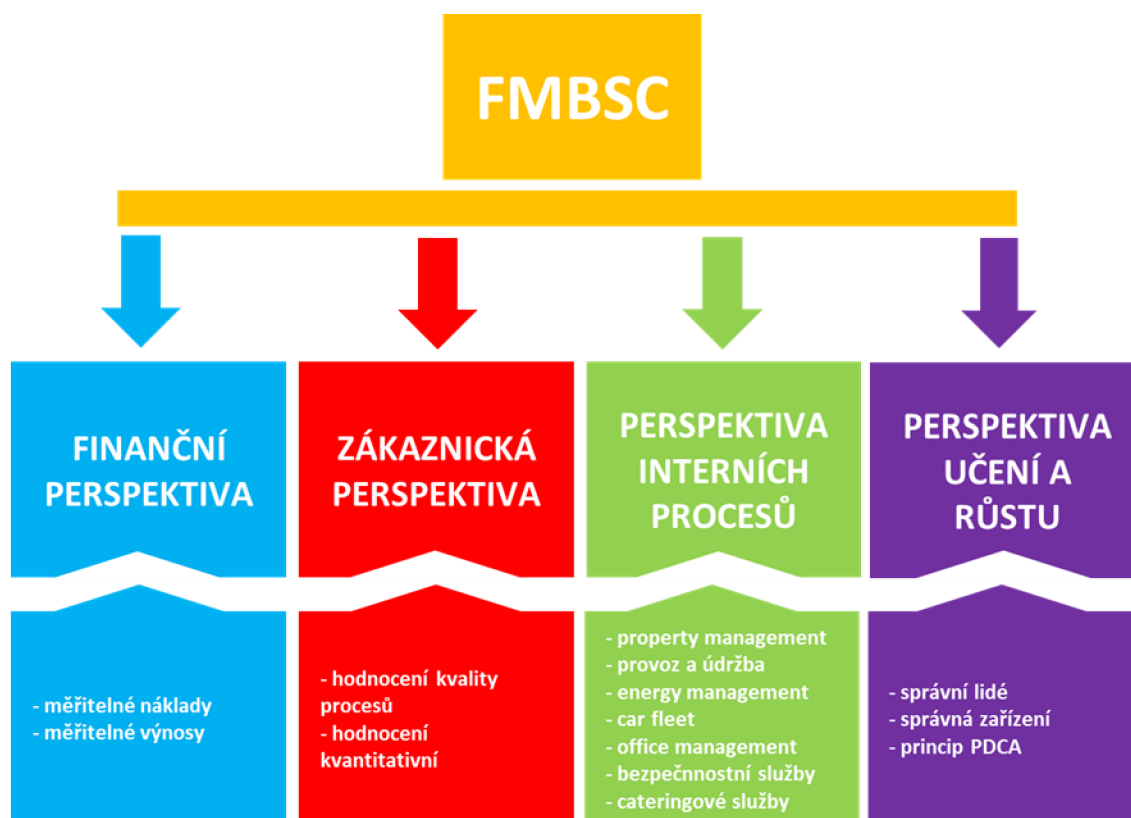 FMBSC
FINANČNÍ
PERSPEKTIVA
ZÁKAZNICKÁ
PERSPEKTIVA
PERSPEKTIVA
INTERNÍCH
PROCESŮ
PERSPEKTIVA
UČENÍ A
RŮSTU
- měřitelné náklady
- měřitelné výnosy
- hodnocení kvality
procesů
- hodnocení
kvantitativní
- property management
- provoz a údržba
- energy management
- car fleet
- office management
- bezpečnnostní služby
- cateringové služby
- správní lidé
- správná zařízení
- princip PDCA